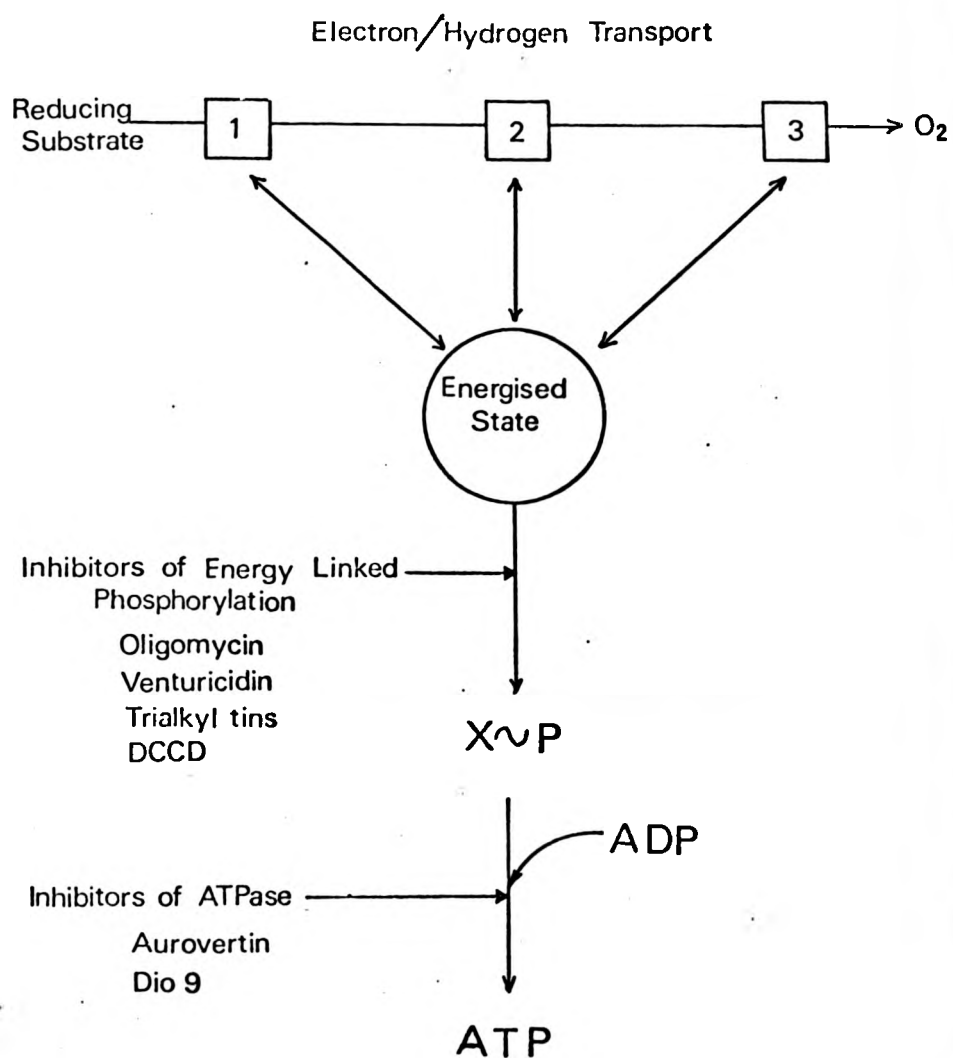 Electron/Hydrogen Transport
Reducing
Substrate
1
2
3
O₂
Energised
State
Inhibitors of Energy Linked
Phosphorylation
Oligomycin
Venturicidin
Trialkyl tins
DCCD
X~P
ADP
Inhibitors of ATPase
Aurovertin
Dio 9
ATP